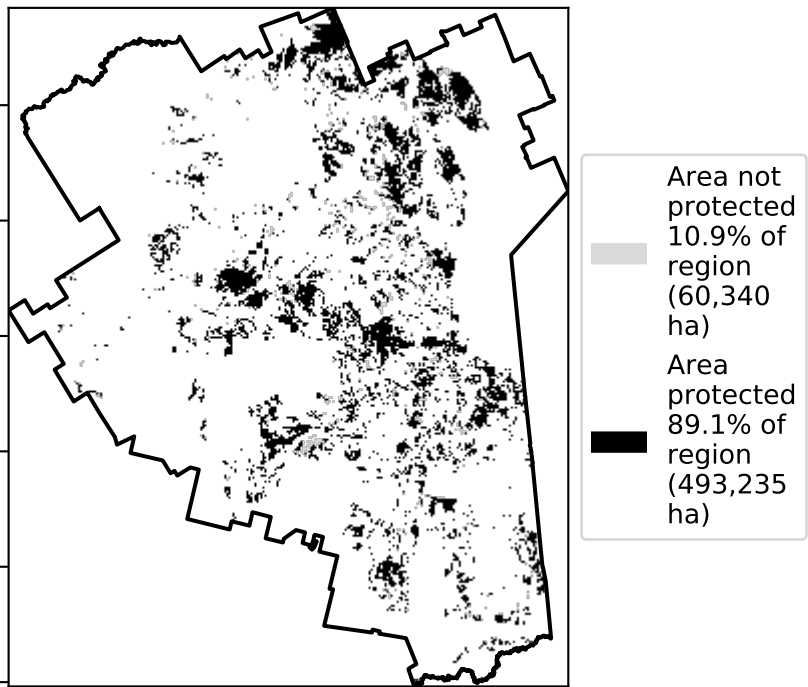 Area not
protected
10.9% of
region
(60,340
ha)
Area
protected
89.1% of
region
(493,235
ha)